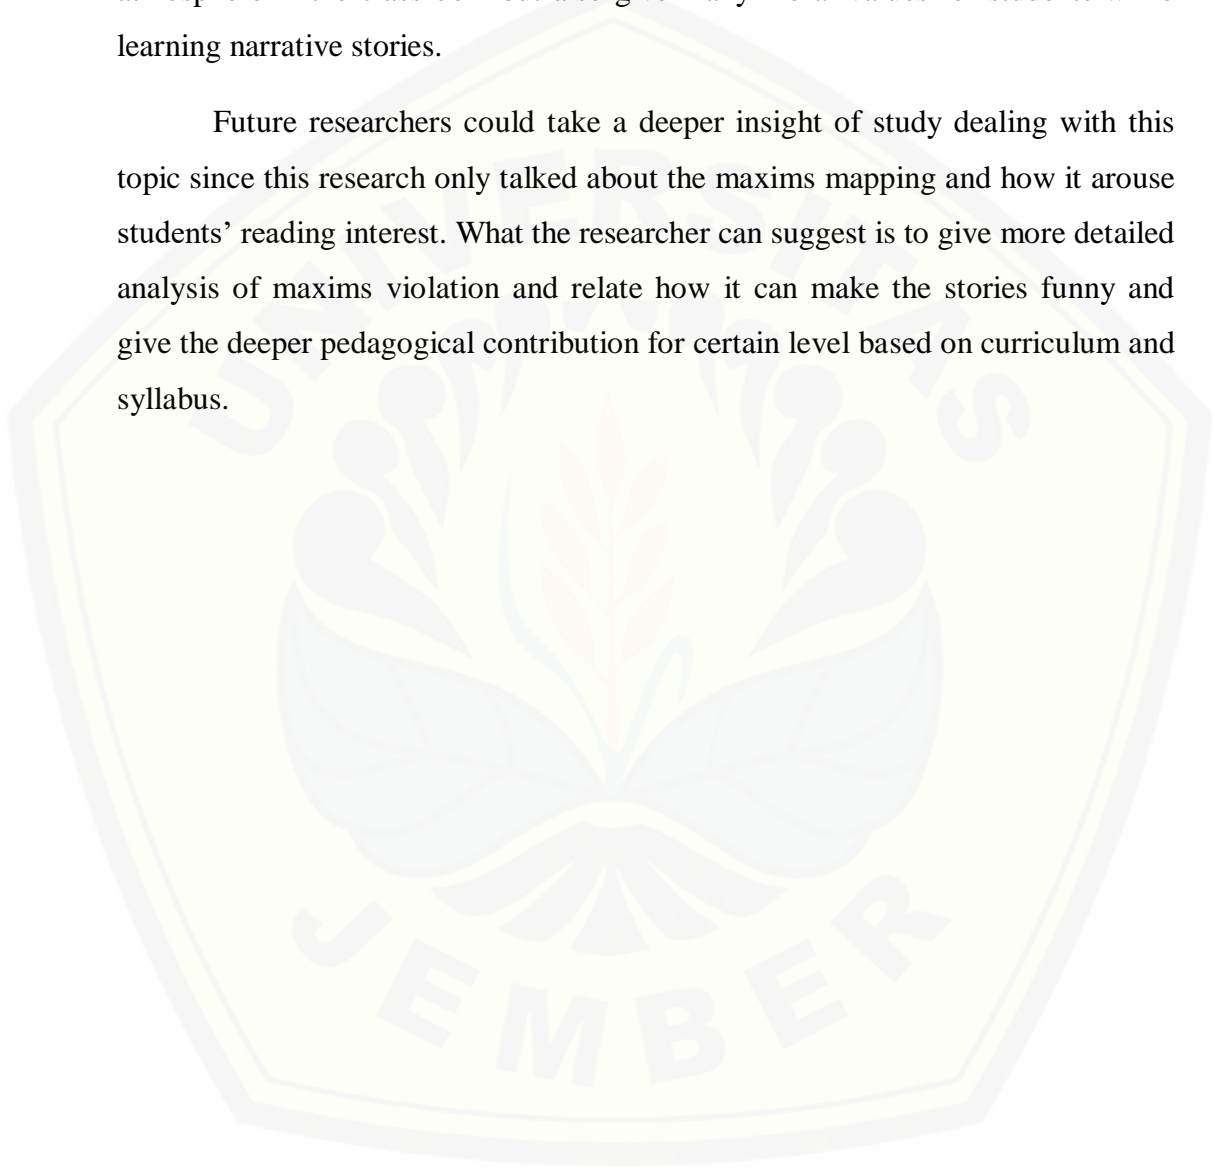 learning narrative stories.
Future researchers could take a deeper insight of study dealing with this
topic since this research only talked about the maxims mapping and how it arouse
students’ reading interest. What the researcher can suggest is to give more detailed
analysis of maxims violation and relate how it can make the stories funny and
give the deeper pedagogical contribution for certain level based on curriculum and
syllabus.
UNIVERSITAS
JEMBER